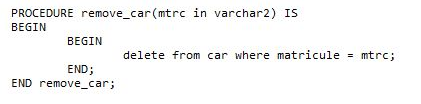 PROCEDURE remove_car(mtrc in varchar2) IS
BEGIN
BEGIN
delete from car where matricule = mtrc;
END;
END remove_car;